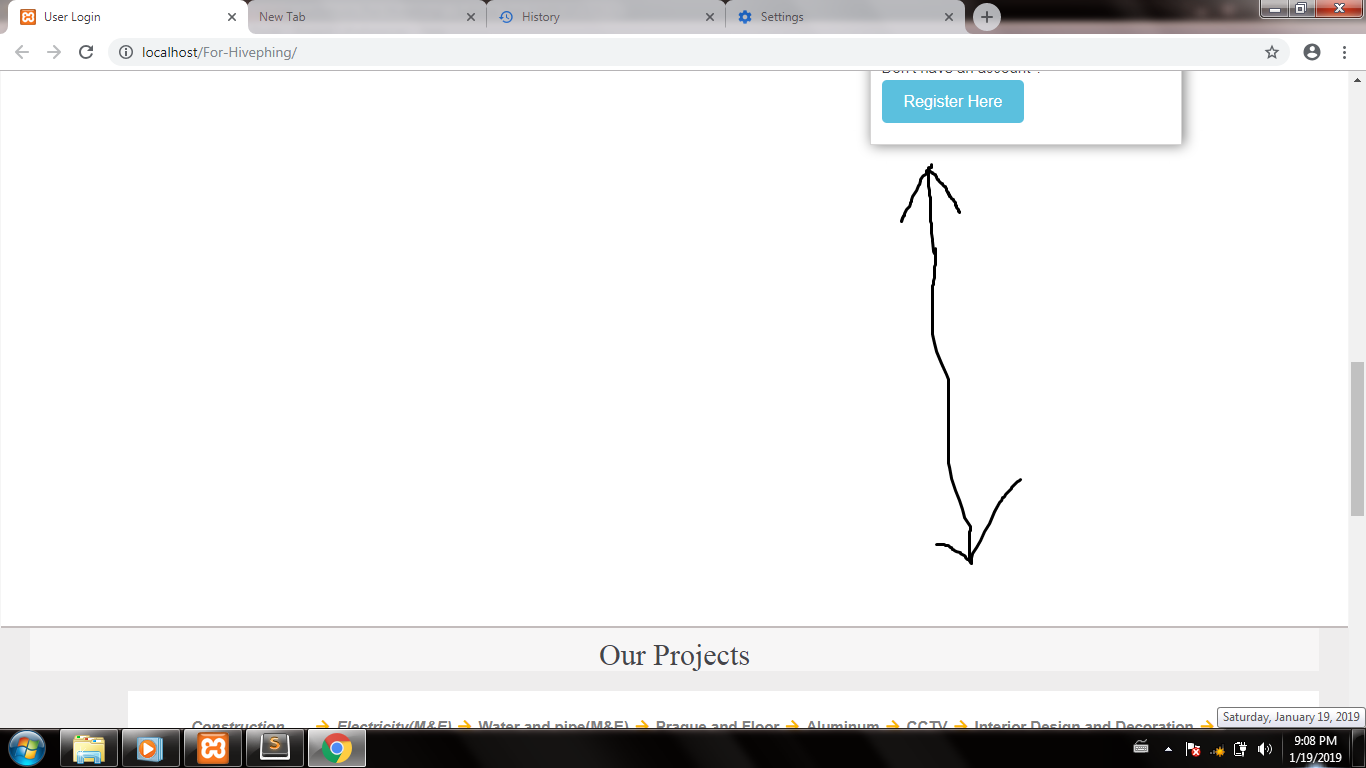 User Login
New Tab
History
Settings
localhost/For-Hivephing/
Don't have an account ?
Register Here
Our Projects
Construction → Electricity(M&E) → Water and pipe(M&E) → Praque and Floor → Aluminum → CCTV → Interior Design and Decoration →
Saturday, January 19, 2019
9:08 PM
1/19/2019